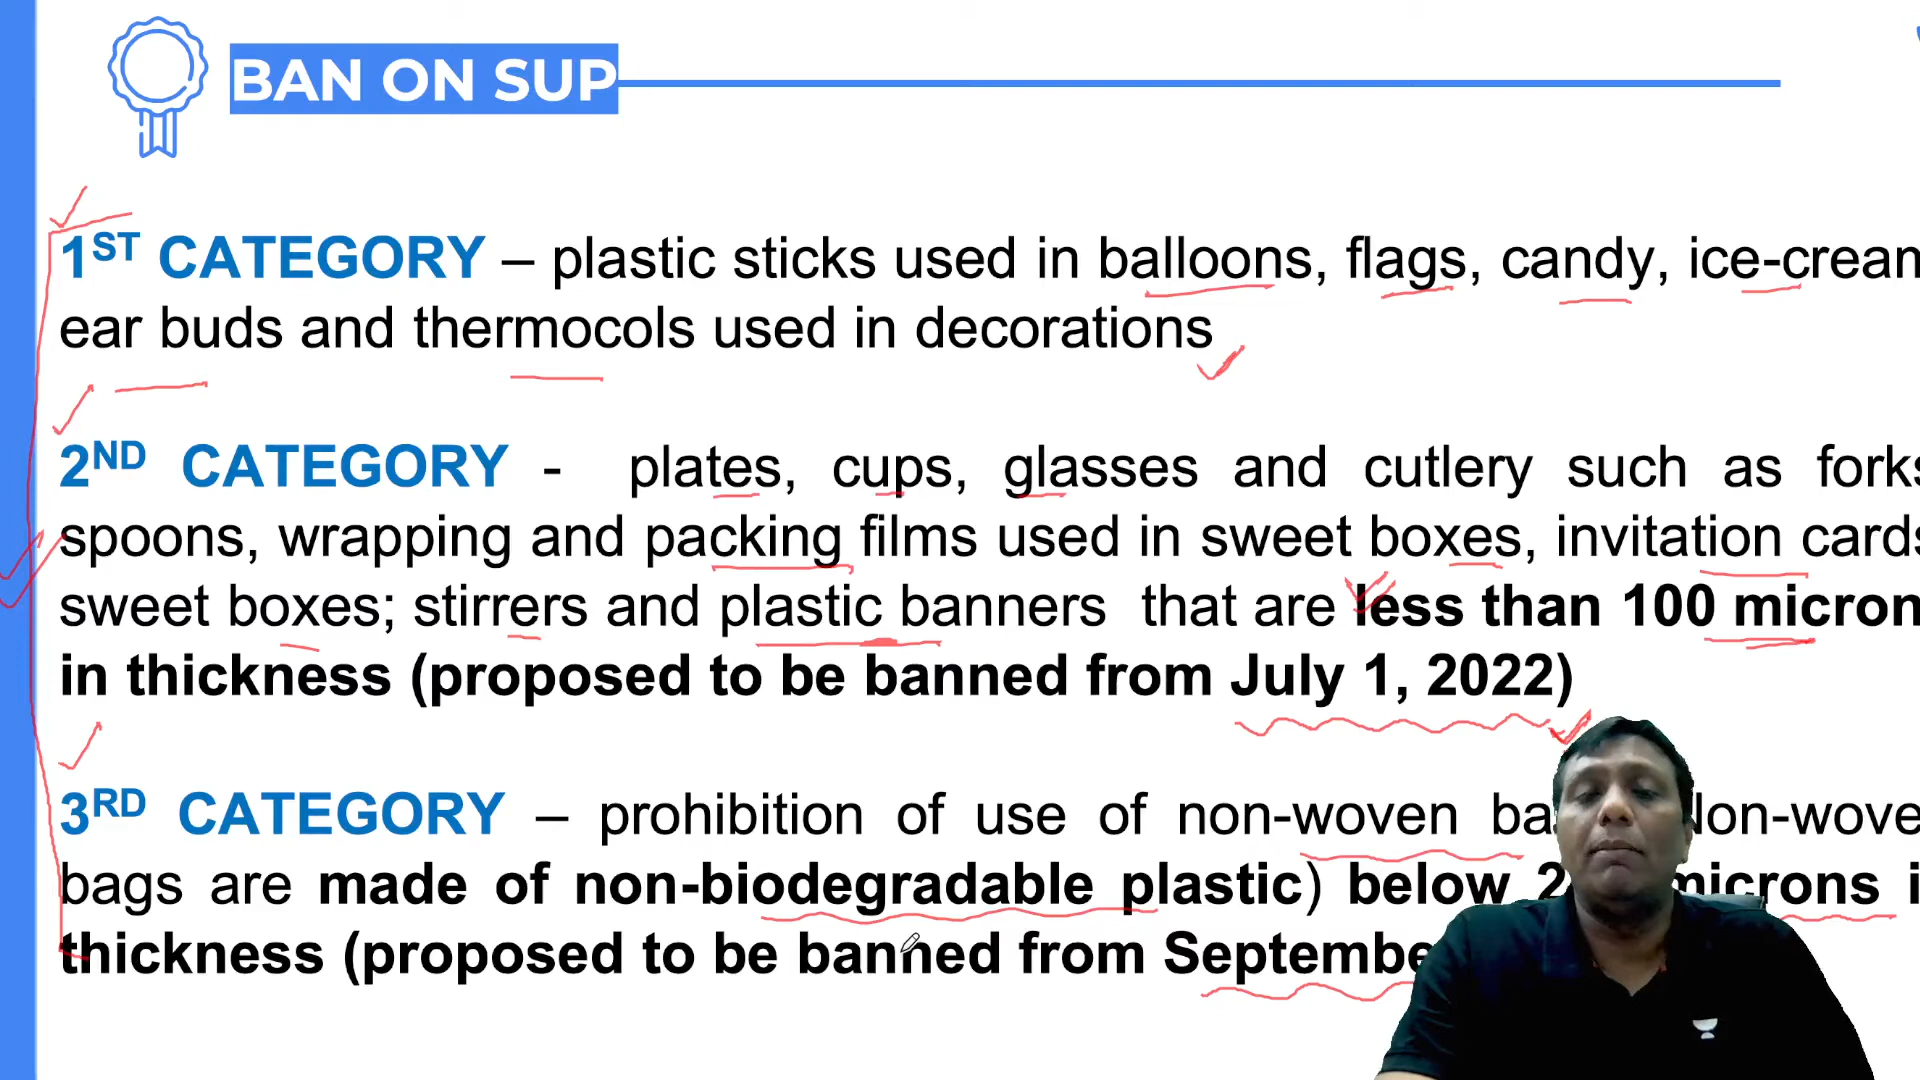 BAN ON SUP
1ST CATEGORY – plastic sticks used in balloons, flags, candy, ice-cream
ear buds and thermocols used in decorations
2ND CATEGORY - plates, cups, glasses and cutlery such as forks
spoons, wrapping and packing films used in sweet boxes, invitation cards
sweet boxes; stirrers and plastic banners that are less than 100 micron
in thickness (proposed to be banned from July 1, 2022)
3RD CATEGORY – prohibition of use of non-woven Non-wove
bags are made of non-biodegradable plastic) below microns
thickness (proposed to be banned from Septembe